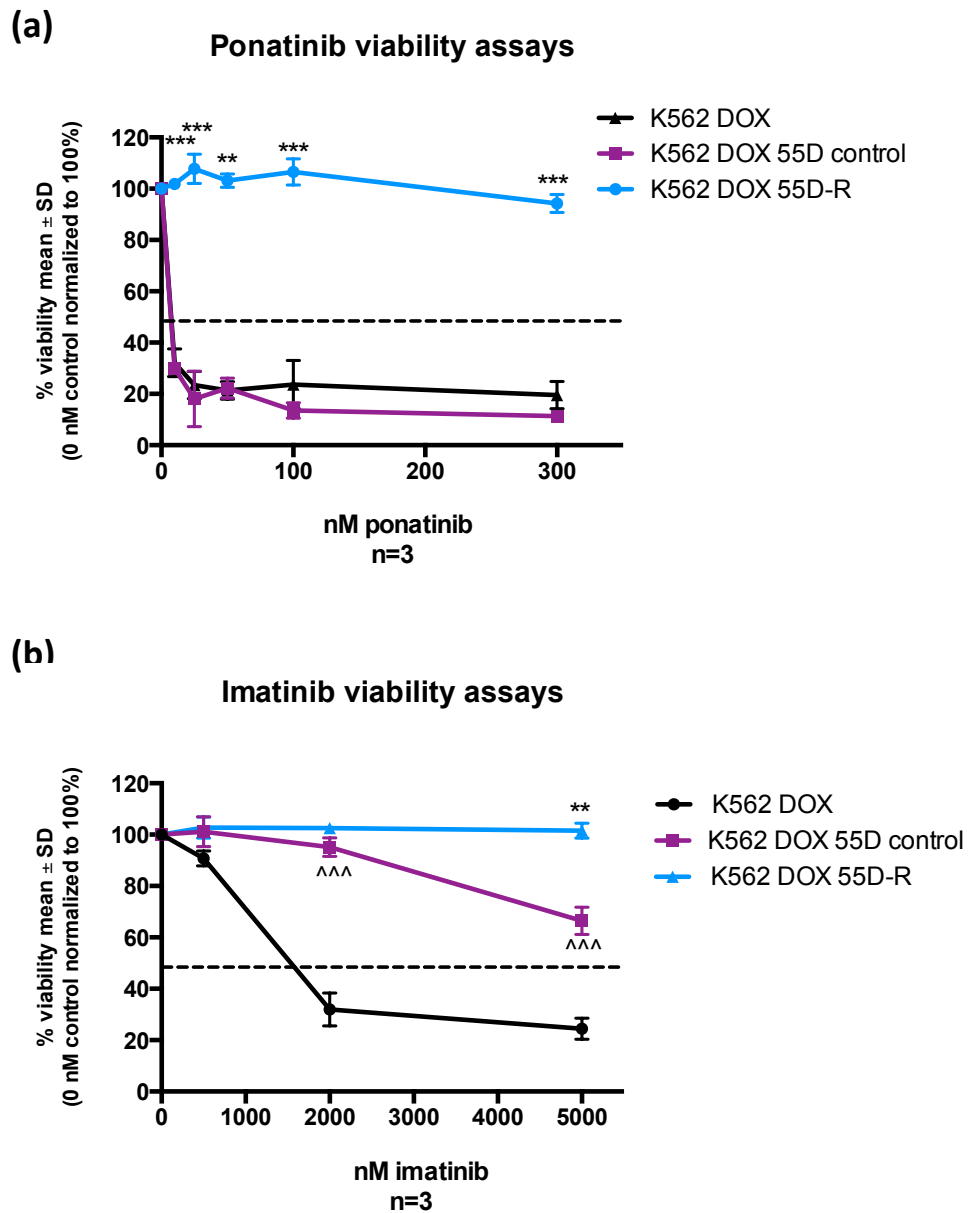 (a)
Ponatinib viability assays
% viability mean ± SD
(0 nM control normalized to 100%)
120
100
80
60
40
20
0
***
***
**
***
***
K562 DOX
K562 DOX 55D control
K562 DOX 55D-R
0 100 200 300
nM ponatinib
n=3
(b)
Imatinib viability assays
% viability mean ± SD
(0 nM control normalized to 100%)
120
100
80
60
40
20
0
**
^^^
^^^
K562 DOX
K562 DOX 55D control
K562 DOX 55D-R
0 1000 2000 3000 4000 5000
nM imatinib
n=3